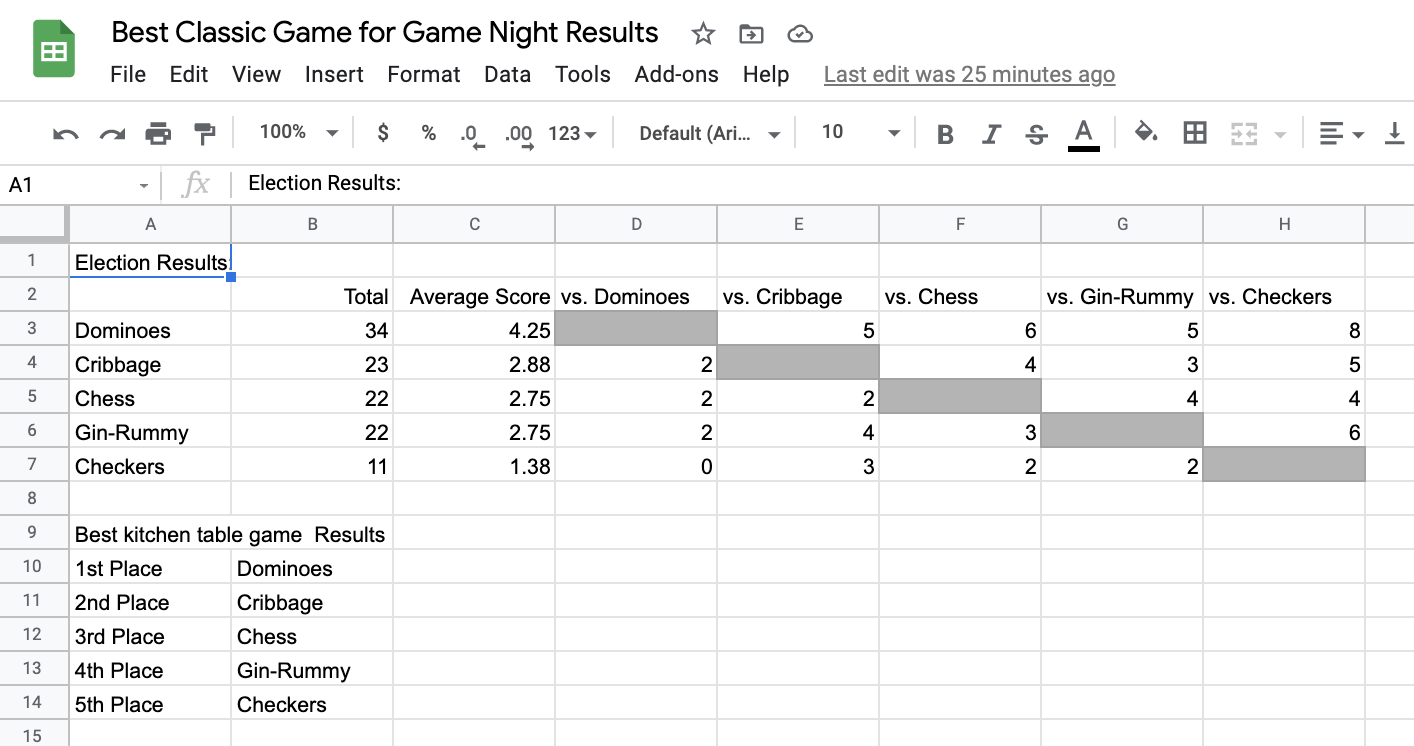 Best Classic Game for Game Night Results
File Edit View Insert Format Data Tools Add-ons Help Last edit was 25 minutes ago
100% $ % .0 .00 123 Default (Ari... 10 B I S A
A1 fx Election Results:
A B C D E F G H
1 Election Results:
2 Total Average Score vs. Dominoes vs. Cribbage vs. Chess vs. Gin-Rummy vs. Checkers
3 Dominoes 34 4.25 5 6 5 8
4 Cribbage 23 2.88 2 4 3 5
5 Chess 22 2.75 2 2 4 4
6 Gin-Rummy 22 2.75 2 4 3 6
7 Checkers 11 1.38 0 3 2 2
8
9 Best kitchen table game  Results
10 1st Place Dominoes
11 2nd Place Cribbage
12 3rd Place Chess
13 4th Place Gin-Rummy
14 5th Place Checkers
15